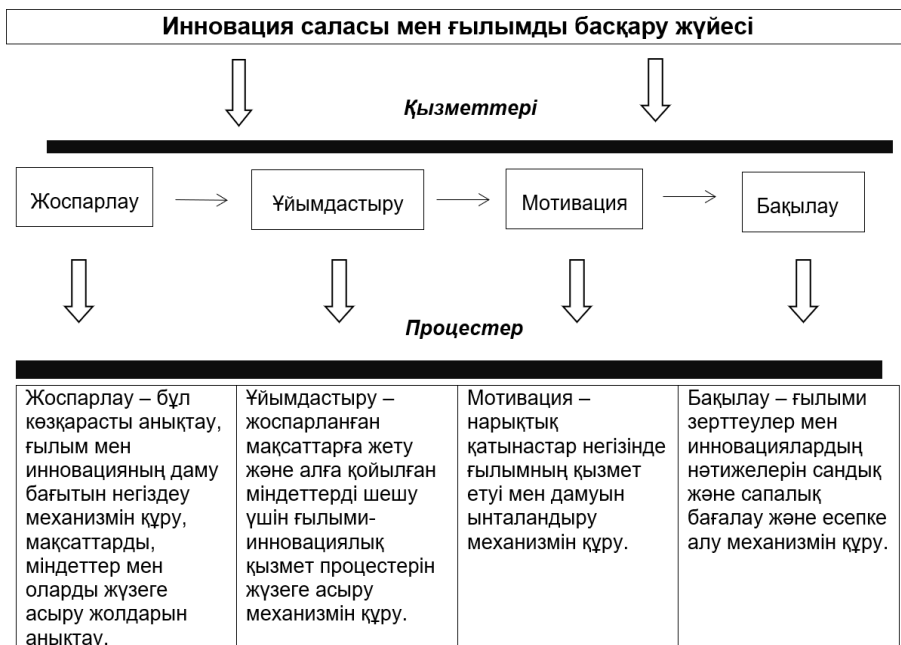 Инновация саласы мен ғылымды басқару жүйесі
Қызметтері
Жоспарлау
Ұйымдастыру
Мотивация
Бақылау
Процестер
Жоспарлау – бұл
көзқарасты анықтау,
ғылым мен
инновацияның даму
бағытын негіздеу
механизмін құру,
мақсаттарды,
міндеттер мен
оларды жүзеге
асыру жолдарын
анықтау.
Ұйымдастыру –
жоспарланған
мақсаттарға жету
және алға қойылған
міндеттерді шешу
үшін ғылыми-
инновациялық
қызмет процестерін
жүзеге асыру
механизмін құру.
Мотивация –
нарықтық
қатынастар негізінде
ғылымның қызмет
етуі мен дамуын
ынталандыру
механизмін құру.
Бақылау – ғылыми
зерттеулер мен
инновациялардың
нәтижелерін сандық
және сапалық
бағалау және есепке
алу механизмін құру.